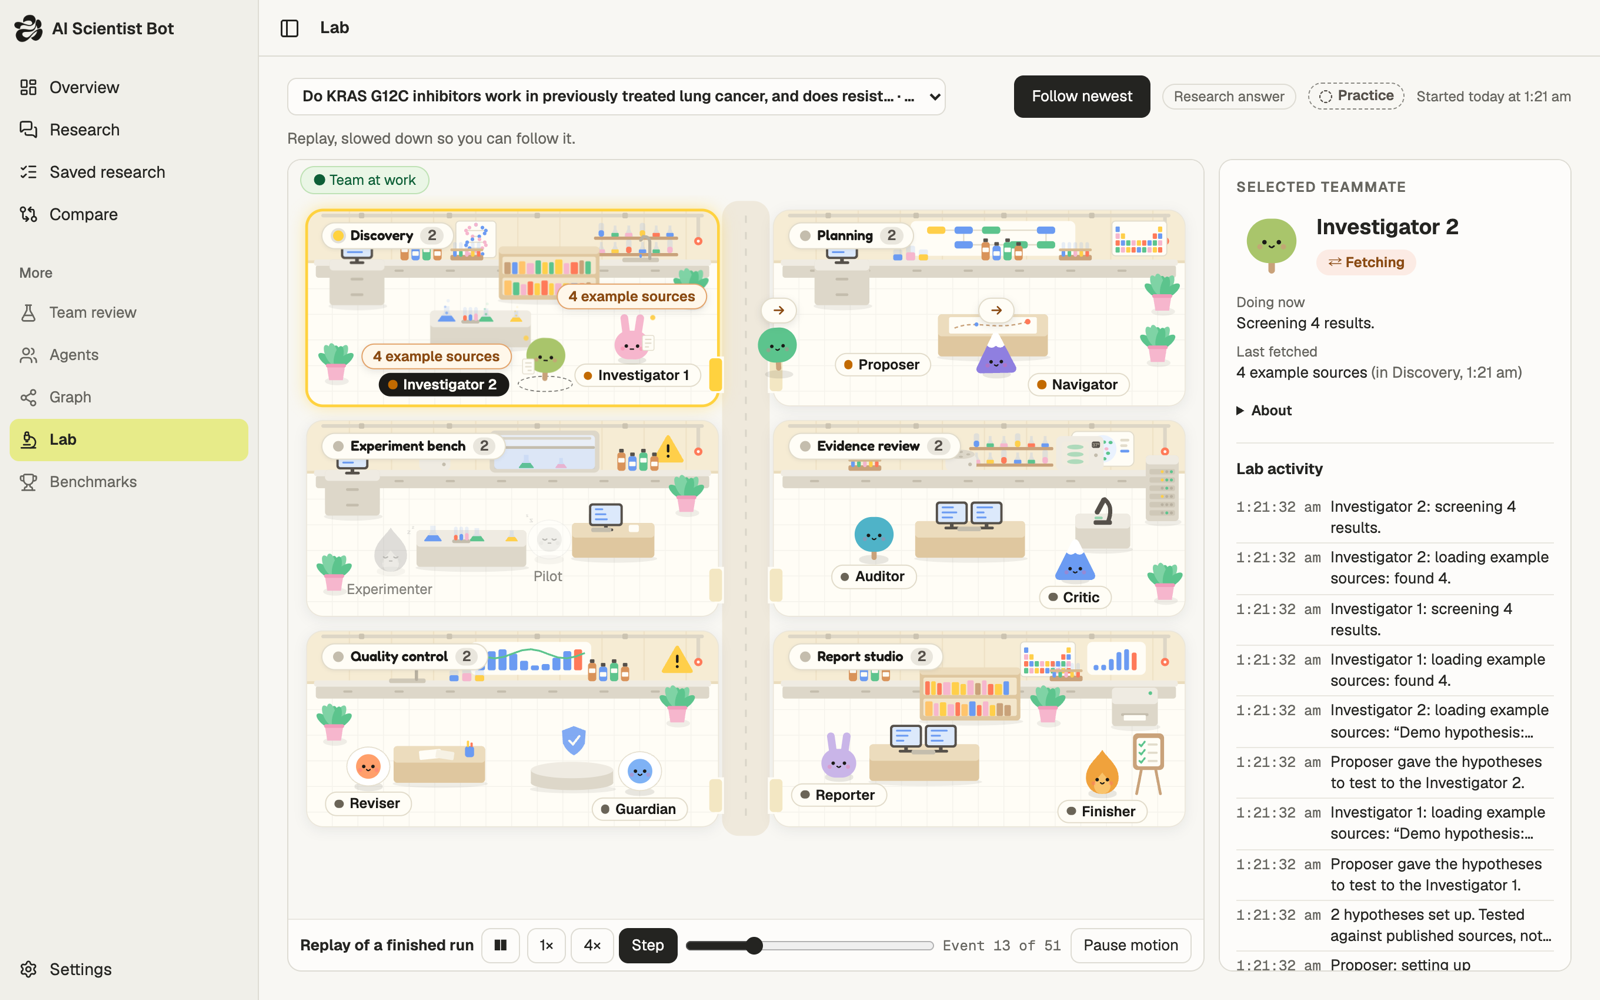 AI Scientist Bot
Overview
Research
Saved research
Compare
More
Team review
Agents
Graph
Lab
Benchmarks
Settings
Lab
Do KRAS G12C inhibitors work in previously treated lung cancer, and does resist... · ...
Follow newest
Research answer
Practice
Started today at 1:21 am
Replay, slowed down so you can follow it.
Team at work
Discovery 2
4 example sources
4 example sources
Investigator 2
Investigator 1
Planning 2
Proposer
Navigator
Experiment bench 2
Experimenter
Pilot
Evidence review 2
Auditor
Critic
Quality control 2
Reviser
Guardian
Report studio 2
Reporter
Finisher
Replay of a finished run
1×
4×
Step
Event 13 of 51
Pause motion
SELECTED TEAMMATE
Investigator 2
Fetching
Doing now
Screening 4 results.
Last fetched
4 example sources (in Discovery, 1:21 am)
About
Lab activity
1:21:32 am Investigator 2: screening 4
results.
1:21:32 am Investigator 2: loading example
sources: found 4.
1:21:32 am Investigator 1: screening 4
results.
1:21:32 am Investigator 1: loading example
sources: found 4.
1:21:32 am Investigator 2: loading example
sources: “Demo hypothesis:...
1:21:32 am Proposer gave the hypotheses
to test to the Investigator 2.
1:21:32 am Investigator 1: loading example
sources: “Demo hypothesis:...
1:21:32 am Proposer gave the hypotheses
to test to the Investigator 1.
1:21:32 am 2 hypotheses set up. Tested
against published sources, not...
1:21:32 am Proposer: setting up